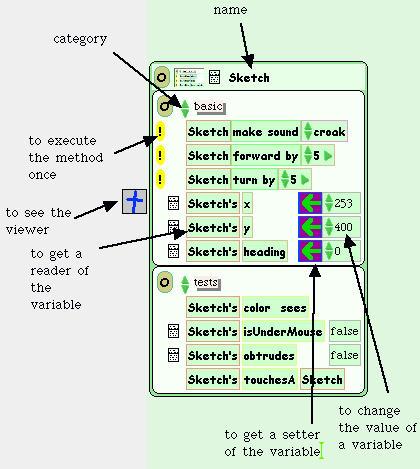 name
category
Sketch
basic
to execute
the method
once
! Sketch make sound croak
! Sketch forward by 5
! Sketch turn by 5
to see the
viewer
Sketch's x 253
Sketch's y 400
Sketch's heading 0
to get a
reader of
the
variable
tests
Sketch's color sees
Sketch's isUnderMouse false
Sketch's obtrudes false
Sketch's touchesA Sketch
to change
the value of
a variable
to get a setter
of the variable